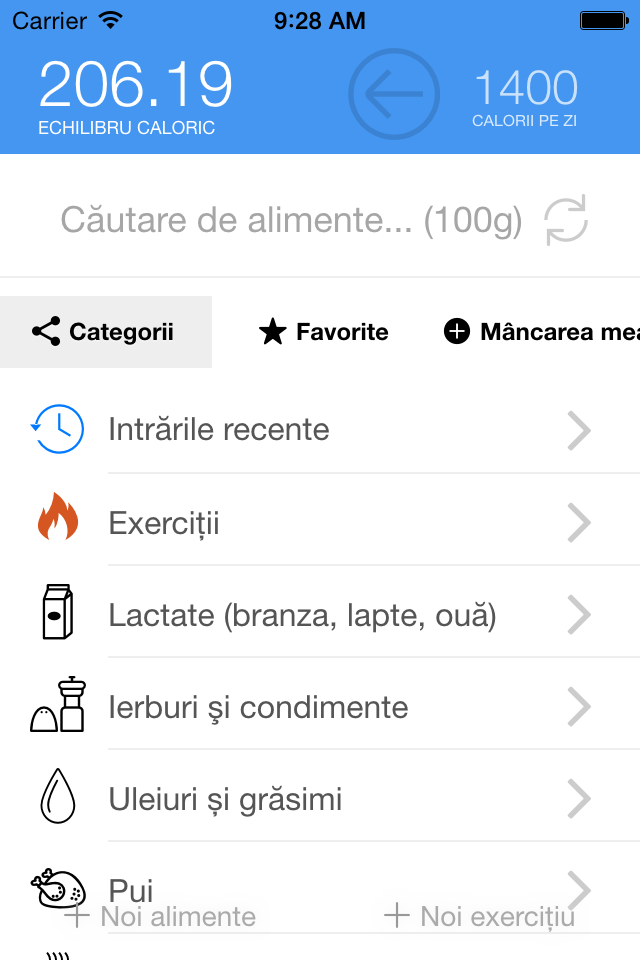 Carrier 9:28 AM
206.19 1400
ECHILIBRU CALORIC CALORII PE ZI
Căutare de alimente... (100g)
Categorii Favorite Mâncarea mea
Intrările recente
Exerciții
Lactate (branza, lapte, ouă)
Ierburi şi condimente
Uleiuri și grăsimi
Pui
Noi alimente Noi exercițiu